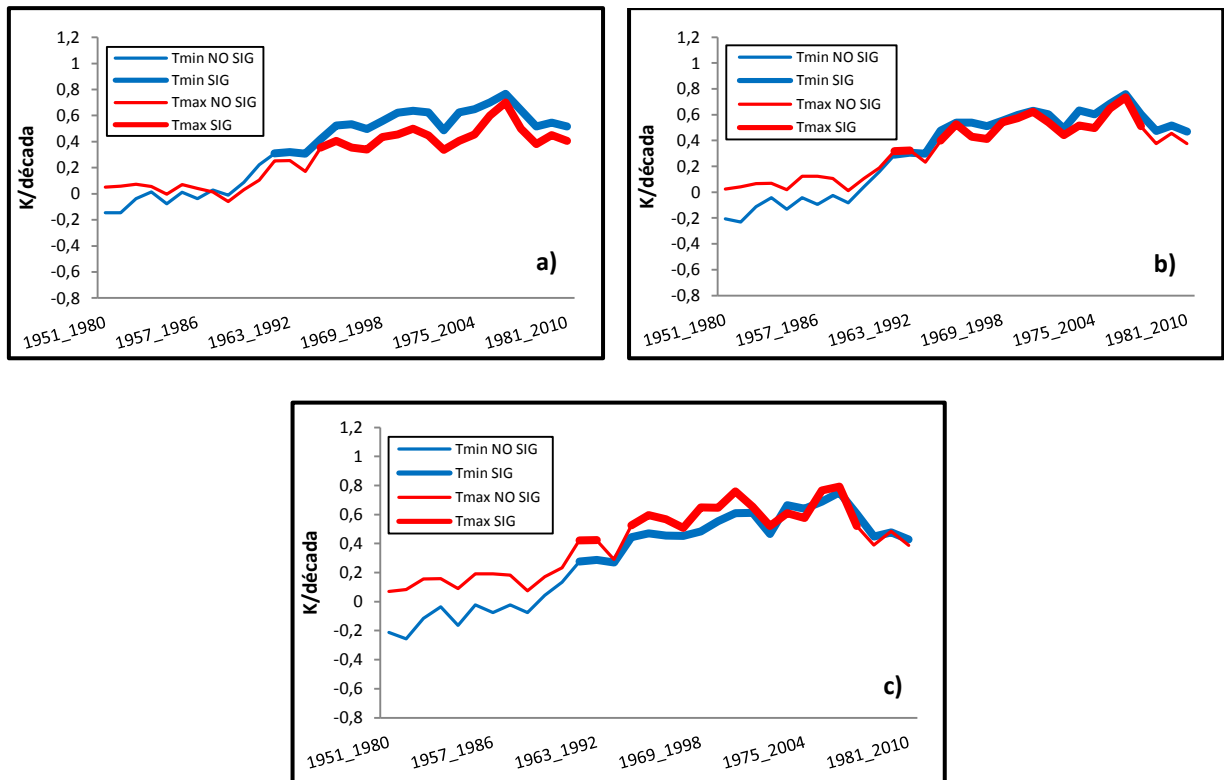 1,2
1
0,8
0,6
0,4
0,2
0
-0,2
-0,4
-0,6
-0,8
K/década
Tmin NO SIG
Tmin SIG
Tmax NO SIG
Tmax SIG
a)
1951_1980
1957_1986
1963_1992
1969_1998
1975_2004
1981_2010
1,2
1
0,8
0,6
0,4
0,2
0
-0,2
-0,4
-0,6
-0,8
K/década
Tmin NO SIG
Tmin SIG
Tmax NO SIG
Tmax SIG
b)
1951_1980
1957_1986
1963_1992
1969_1998
1975_2004
1981_2010
1,2
1
0,8
0,6
0,4
0,2
0
-0,2
-0,4
-0,6
-0,8
K/década
Tmin NO SIG
Tmin SIG
Tmax NO SIG
Tmax SIG
c)
1951_1980
1957_1986
1963_1992
1969_1998
1975_2004
1981_2010